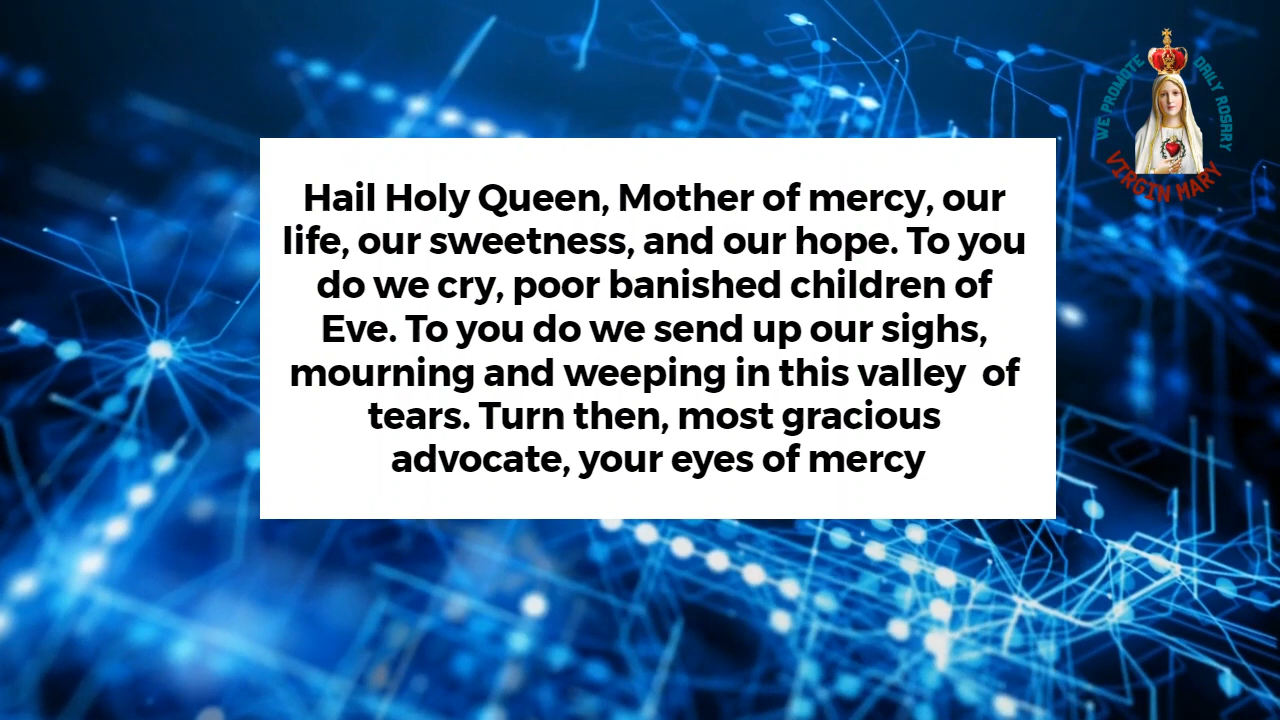 Hail Holy Queen, Mother of mercy, our
life, our sweetness, and our hope. To you
do we cry, poor banished children of
Eve. To you do we send up our sighs,
mourning and weeping in this valley  of
tears. Turn then, most gracious
advocate, your eyes of mercy
WE PROMOTE DAILY ROSARY
VIRGIN MARY